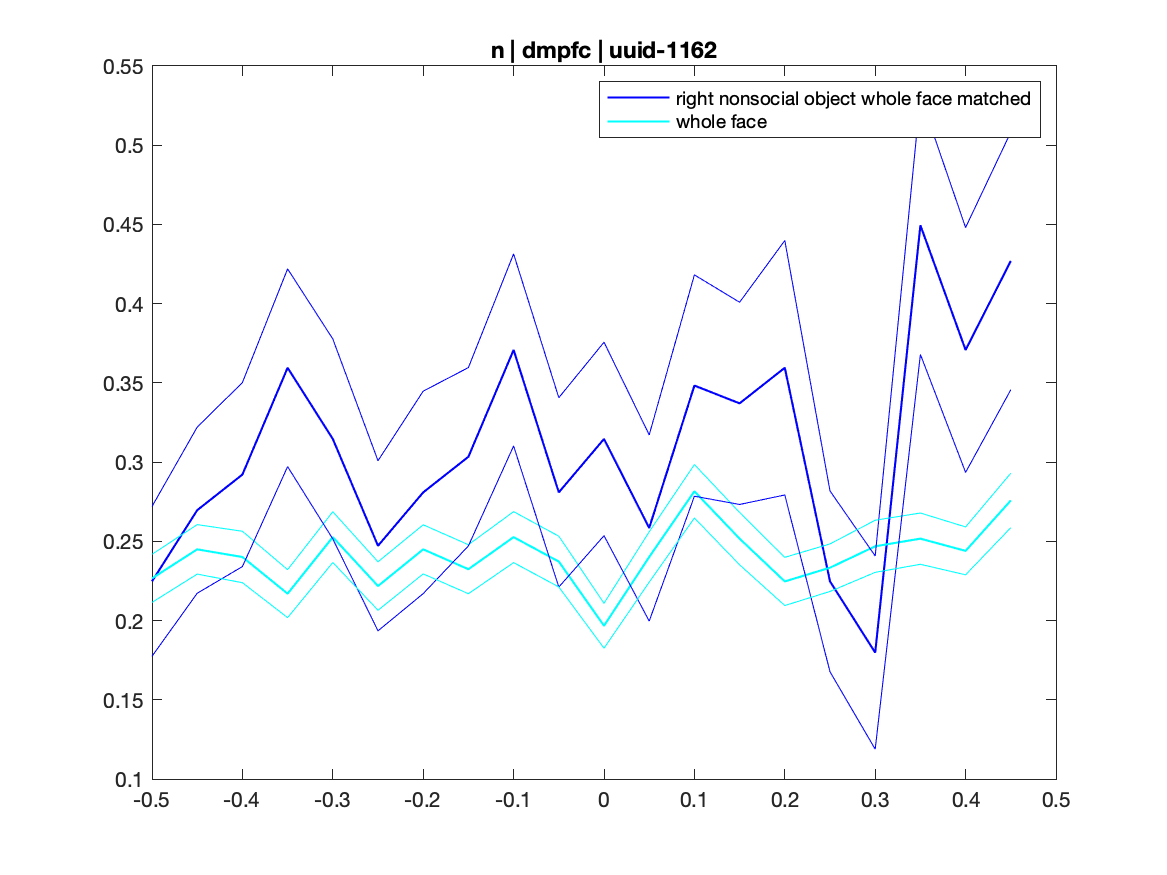 n | dmpfc | uuid-1162
right nonsocial object whole face matched
whole face
0.55
0.5
0.45
0.4
0.35
0.3
0.25
0.2
0.15
0.1
-0.5 -0.4 -0.3 -0.2 -0.1 0 0.1 0.2 0.3 0.4 0.5